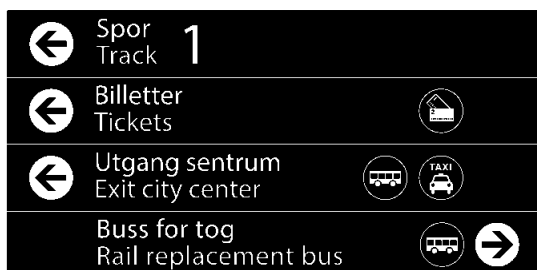 Spor
Track 1
Billetter
Tickets
Utgang sentrum
Exit city center
TAXI
Buss for tog
Rail replacement bus